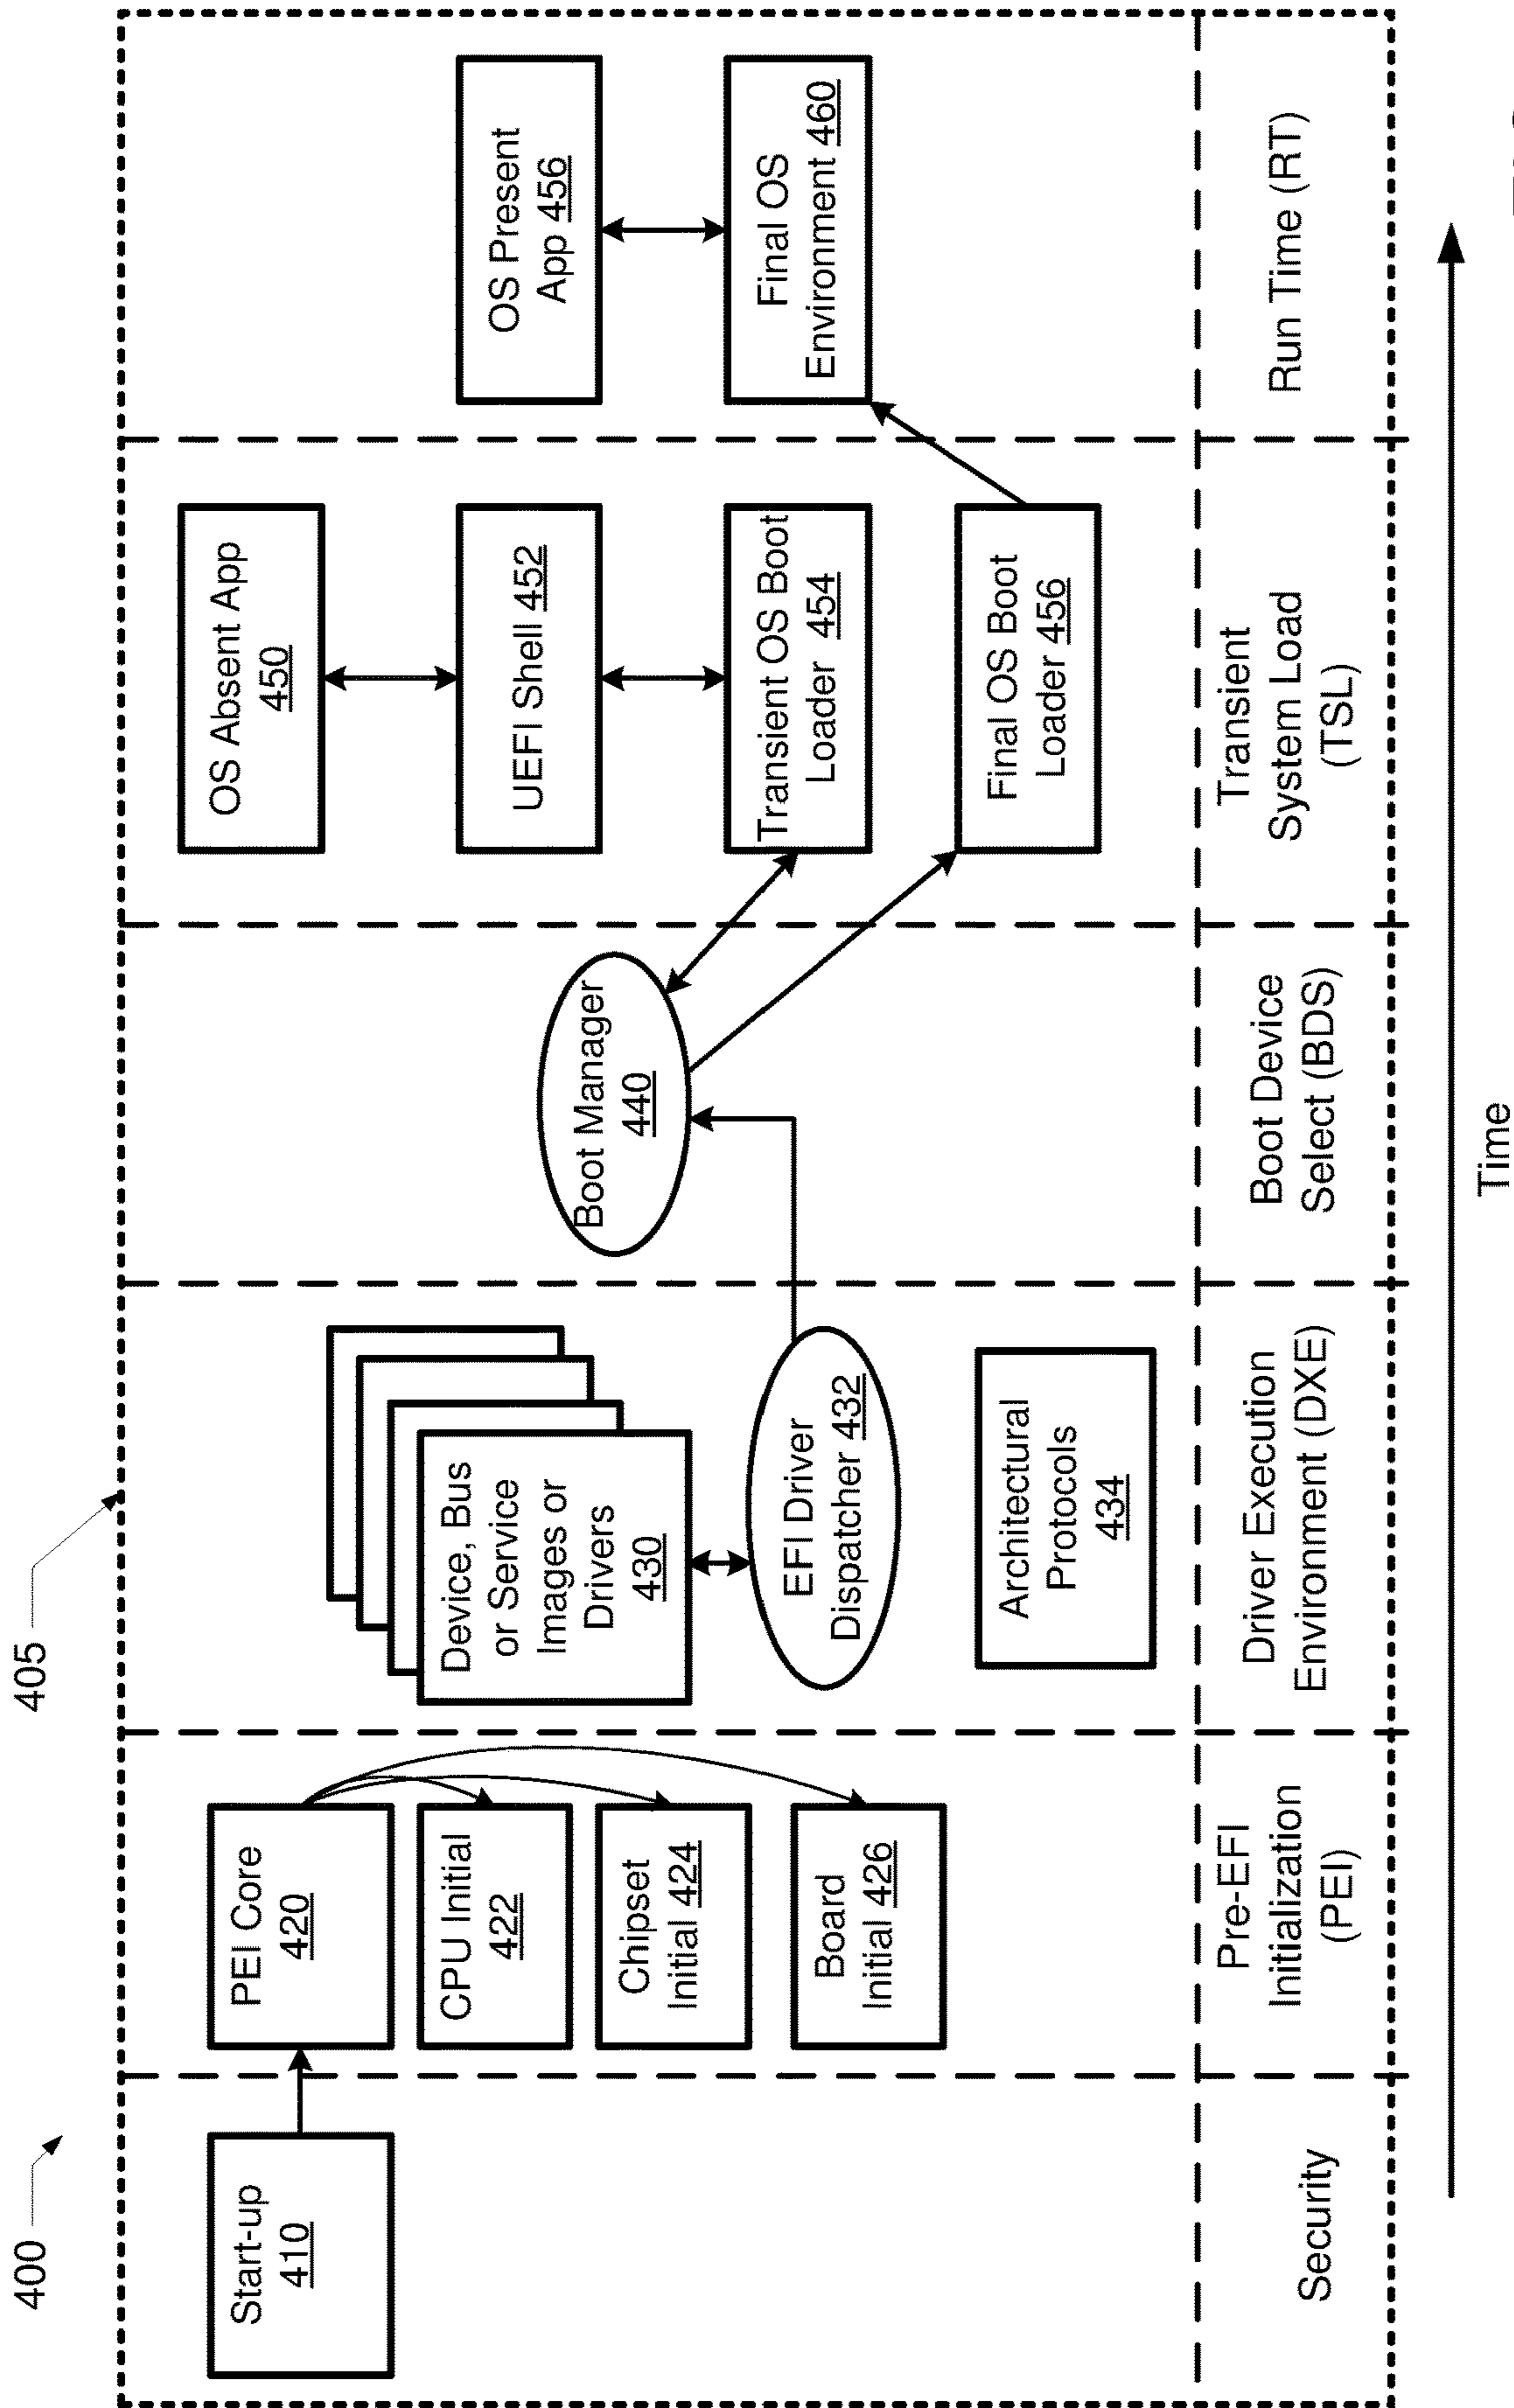 400
405
Start-up
410
PEI Core
420
CPU Initial
422
Chipset
Initial 424
Board
Initial 426
Device, Bus
or Service
Images or
Drivers
430
EFI Driver
Dispatcher 432
Architectural
Protocols
434
Boot Manager
440
OS Absent App
450
UEFI Shell 452
Transient OS Boot
Loader 454
Final OS Boot
Loader 456
OS Present
App 456
Final OS
Environment 460
Security
Pre-EFI
Initialization
(PEI)
Driver Execution
Environment (DXE)
Boot Device
Select (BDS)
Transient
System Load
(TSL)
Run Time (RT)
Time